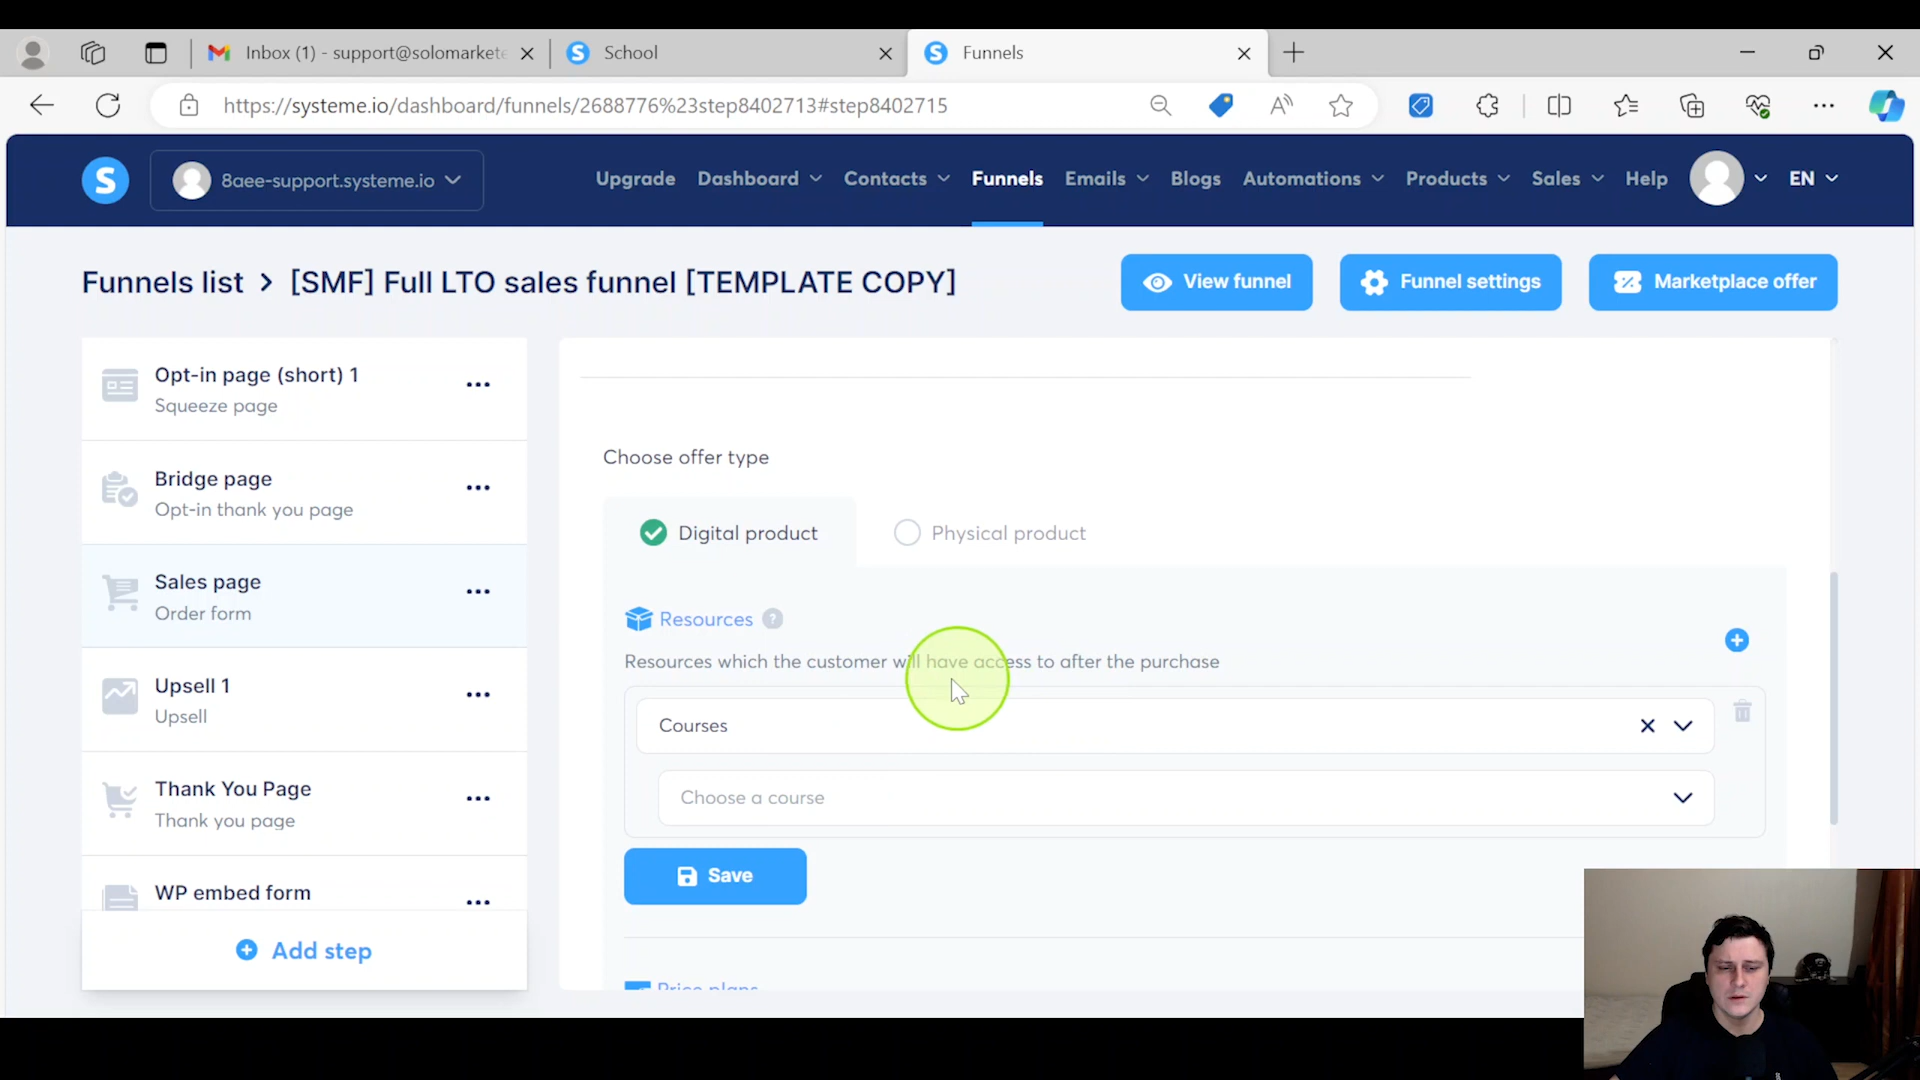 Inbox (1) - support@solomarkete
School
Funnels
https://systeme.io/dashboard/funnels/2688776%23step8402713#step8402715
8aee-support.systeme.io
Upgrade
Dashboard
Contacts
Funnels
Emails
Blogs
Automations
Products
Sales
Help
EN
Funnels list > [SMF] Full LTO sales funnel [TEMPLATE COPY]
View funnel
Funnel settings
Marketplace offer
Opt-in page (short) 1
Squeeze page
Bridge page
Opt-in thank you page
Sales page
Order form
Upsell 1
Upsell
Thank You Page
Thank you page
WP embed form
Add step
Choose offer type
Digital product
Physical product
Resources ?
Resources which the customer will have access to after the purchase
Courses
Choose a course
Save
Price plans